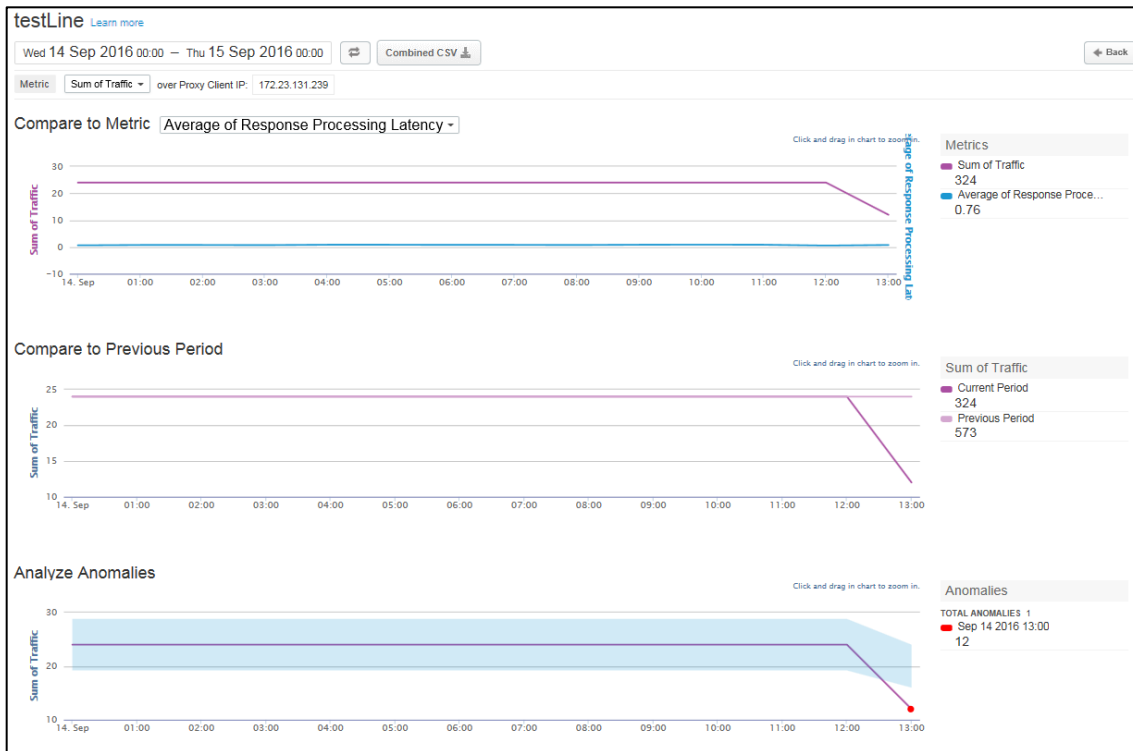 testLine Learn more
Wed 14 Sep 2016 00:00 – Thu 15 Sep 2016 00:00
Combined CSV
Back
Metric Sum of Traffic over Proxy Client IP: 172.23.131.239
Compare to Metric Average of Response Processing Latency
Click and drag in chart to zoom in.
Sum of Traffic
30
20
10
0
−10
14. Sep 01:00 02:00 03:00 04:00 05:00 06:00 07:00 08:00 09:00 10:00 11:00 12:00 13:00
of Response Processing
Metrics
Sum of Traffic
324
Average of Response Proce...
0.76
Compare to Previous Period
Click and drag in chart to zoom in.
Sum of Traffic
25
20
15
10
14. Sep 01:00 02:00 03:00 04:00 05:00 06:00 07:00 08:00 09:00 10:00 11:00 12:00 13:00
Sum of Traffic
Current Period
324
Previous Period
573
Analyze Anomalies
Click and drag in chart to zoom in.
Sum of Traffic
30
20
10
14. Sep 01:00 02:00 03:00 04:00 05:00 06:00 07:00 08:00 09:00 10:00 11:00 12:00 13:00
Anomalies
TOTAL ANOMALIES 1
Sep 14 2016 13:00
12